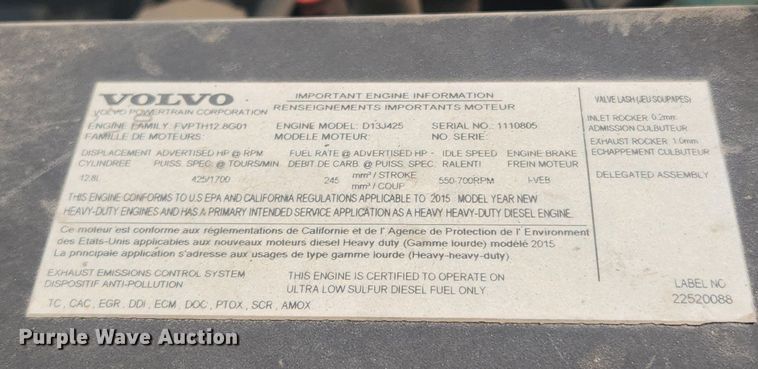 VOLVO
VOLVO POWERTRAIN CORPORATION
IMPORTANT ENGINE INFORMATION
RENSEIGNEMENTS IMPORTANTS MOTEUR
ENGINE FAMILY: FVPTH12.8G01 ENGINE MODEL: D13J425 SERIAL NO.: 1110805
FAMILLE DE MOTEURS: MODELE MOTEUR: NO. SERIE:
DISPLACEMENT ADVERTISED HP @ RPM FUEL RATE @ ADVERTISED HP - IDLE SPEED ENGINE BRAKE
CYLINDREE PUISS. SPEC. @ TOURS/MIN. DEBIT DE CARB. @ PUISS. SPEC. RALENTI FREIN MOTEUR
12.8L 425/1700 245 mm³ / STROKE 550-700RPM I-VEB
mm³ / COUP
THIS ENGINE CONFORMS TO U.S EPA AND CALIFORNIA REGULATIONS APPLICABLE TO 2015 MODEL YEAR NEW
HEAVY-DUTY ENGINES AND HAS A PRIMARY INTENDED SERVICE APPLICATION AS A HEAVY HEAVY-DUTY DIESEL ENGINE.
Ce moteur est conforme aux réglementations de Californie et de l' Agence de Protection de l' Environment
des Etats-Unis applicables aux nouveaux moteurs diesel Heavy duty (Gamme lourde) modèle 2015
La principale application s'adresse aux usages de type gamme lourde (Heavy-heavy-duty).
EXHAUST EMISSIONS CONTROL SYSTEM
DISPOSITIF ANTI-POLLUTION
THIS ENGINE IS CERTIFIED TO OPERATE ON
ULTRA LOW SULFUR DIESEL FUEL ONLY.
TC , CAC , EGR , DDI , ECM , DOC , PTOX , SCR , AMOX
VALVE LASH (JEU SOUPAPES)
INLET ROCKER 0.2mm
ADMISSION CULBUTEUR
EXHAUST ROCKER 1.0mm
ECHAPPEMENT CULBUTEUR
DELEGATED ASSEMBLY
LABEL NO
22520088
Purple Wave Auction